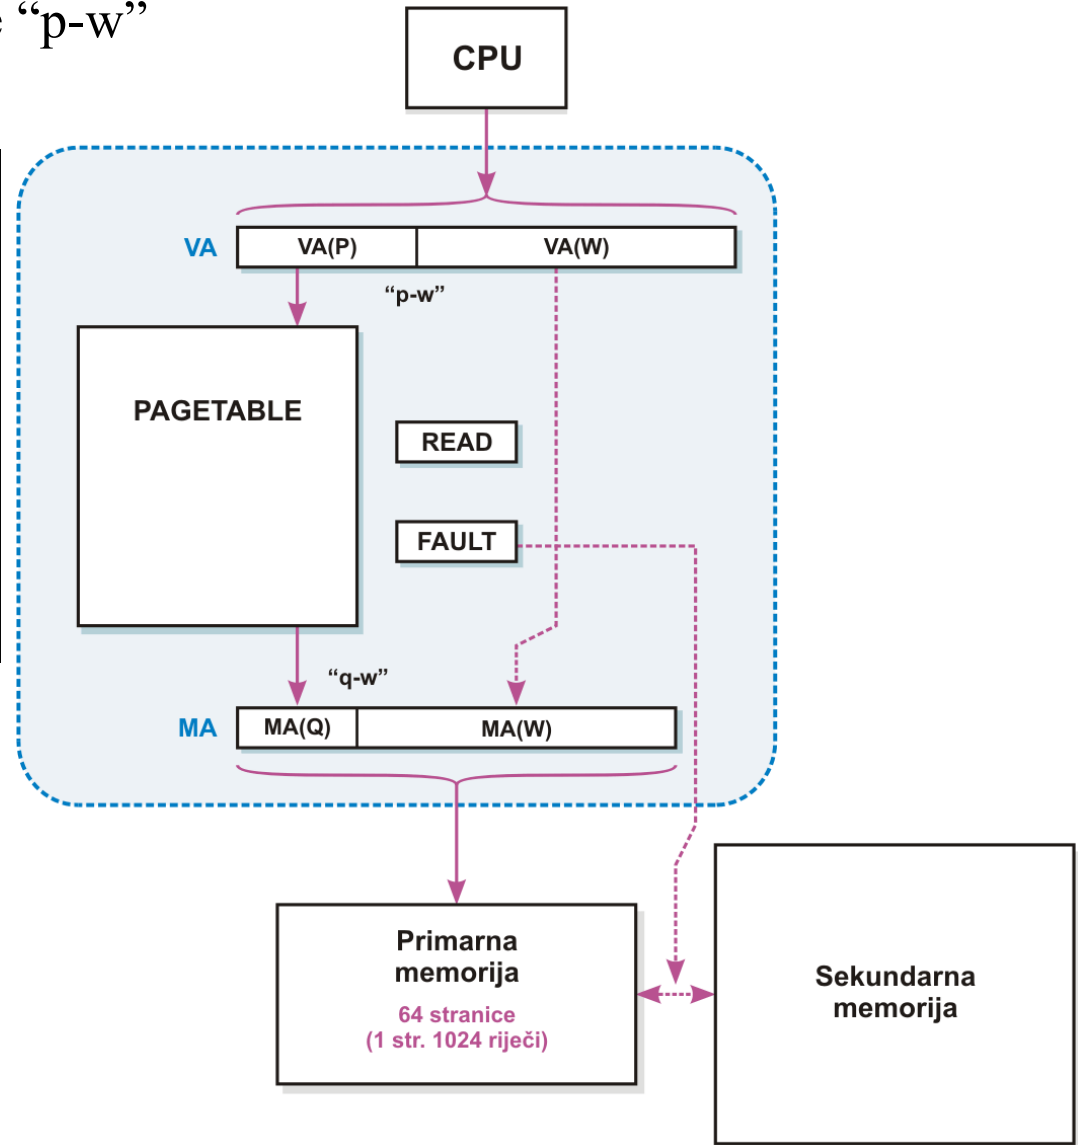 “p-w”
CPU
VA
VA(P)
VA(W)
“p-w”
PAGETABLE
READ
FAULT
“q-w”
MA
MA(Q)
MA(W)
Primarna
memorija
64 stranice
(1 str. 1024 riječi)
Sekundarna
memorija